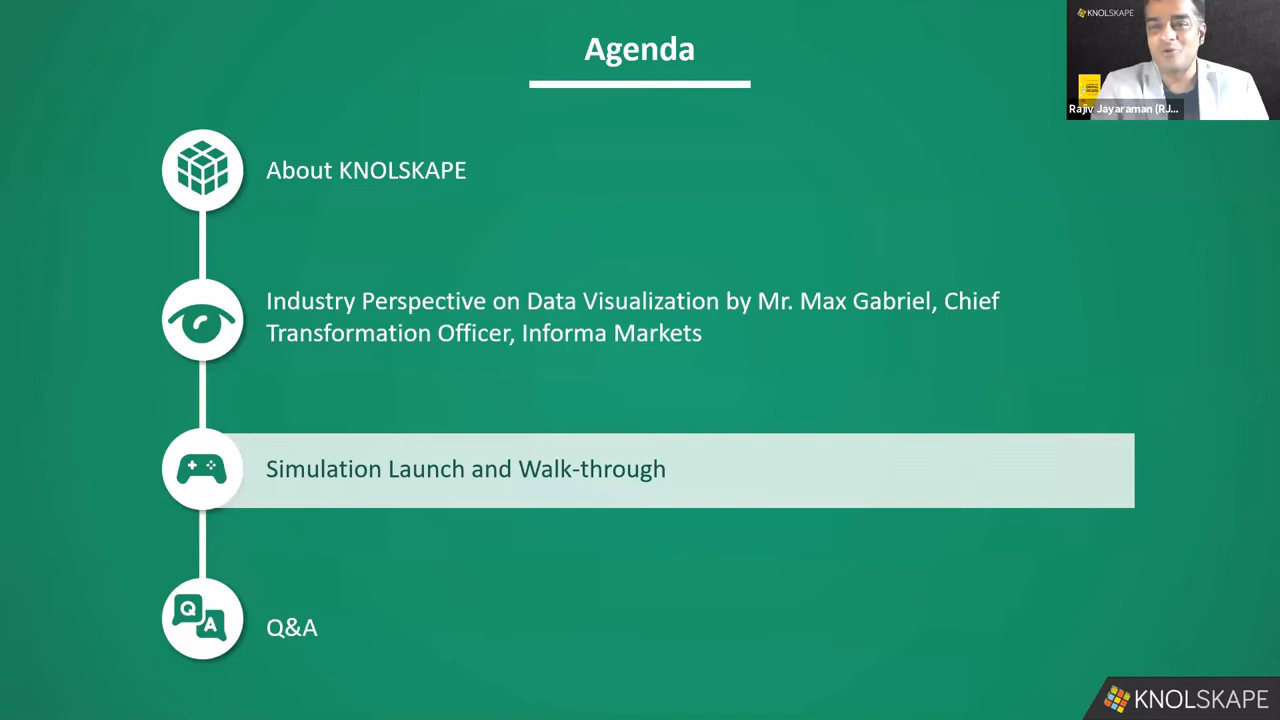 Agenda
KNOLSKAPE
Rajiv Jayaraman (RJ...
About KNOLSKAPE
Industry Perspective on Data Visualization by Mr. Max Gabriel, Chief
Transformation Officer, Informa Markets
Simulation Launch and Walk-through
Q
A
Q&A
KNOLSKAPE